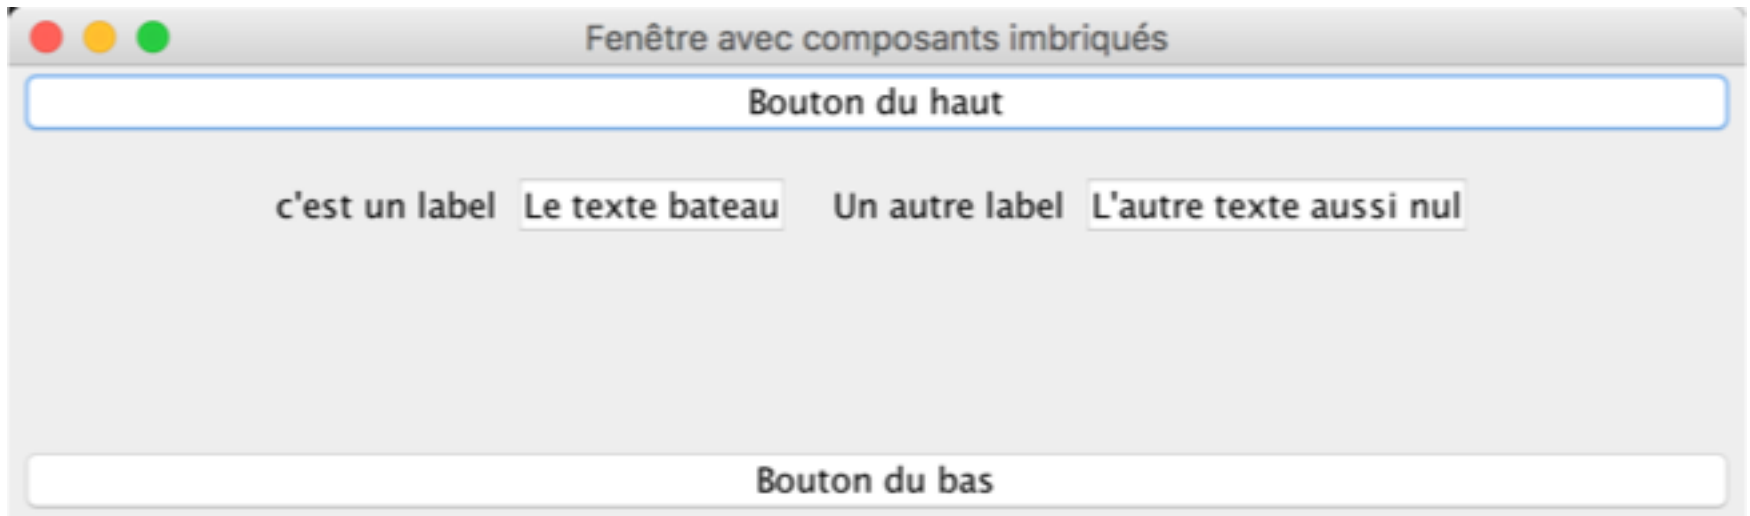 Fenêtre avec composants imbriqués
Bouton du haut
c'est un label Le texte bateau Un autre label L'autre texte aussi nul
Bouton du bas